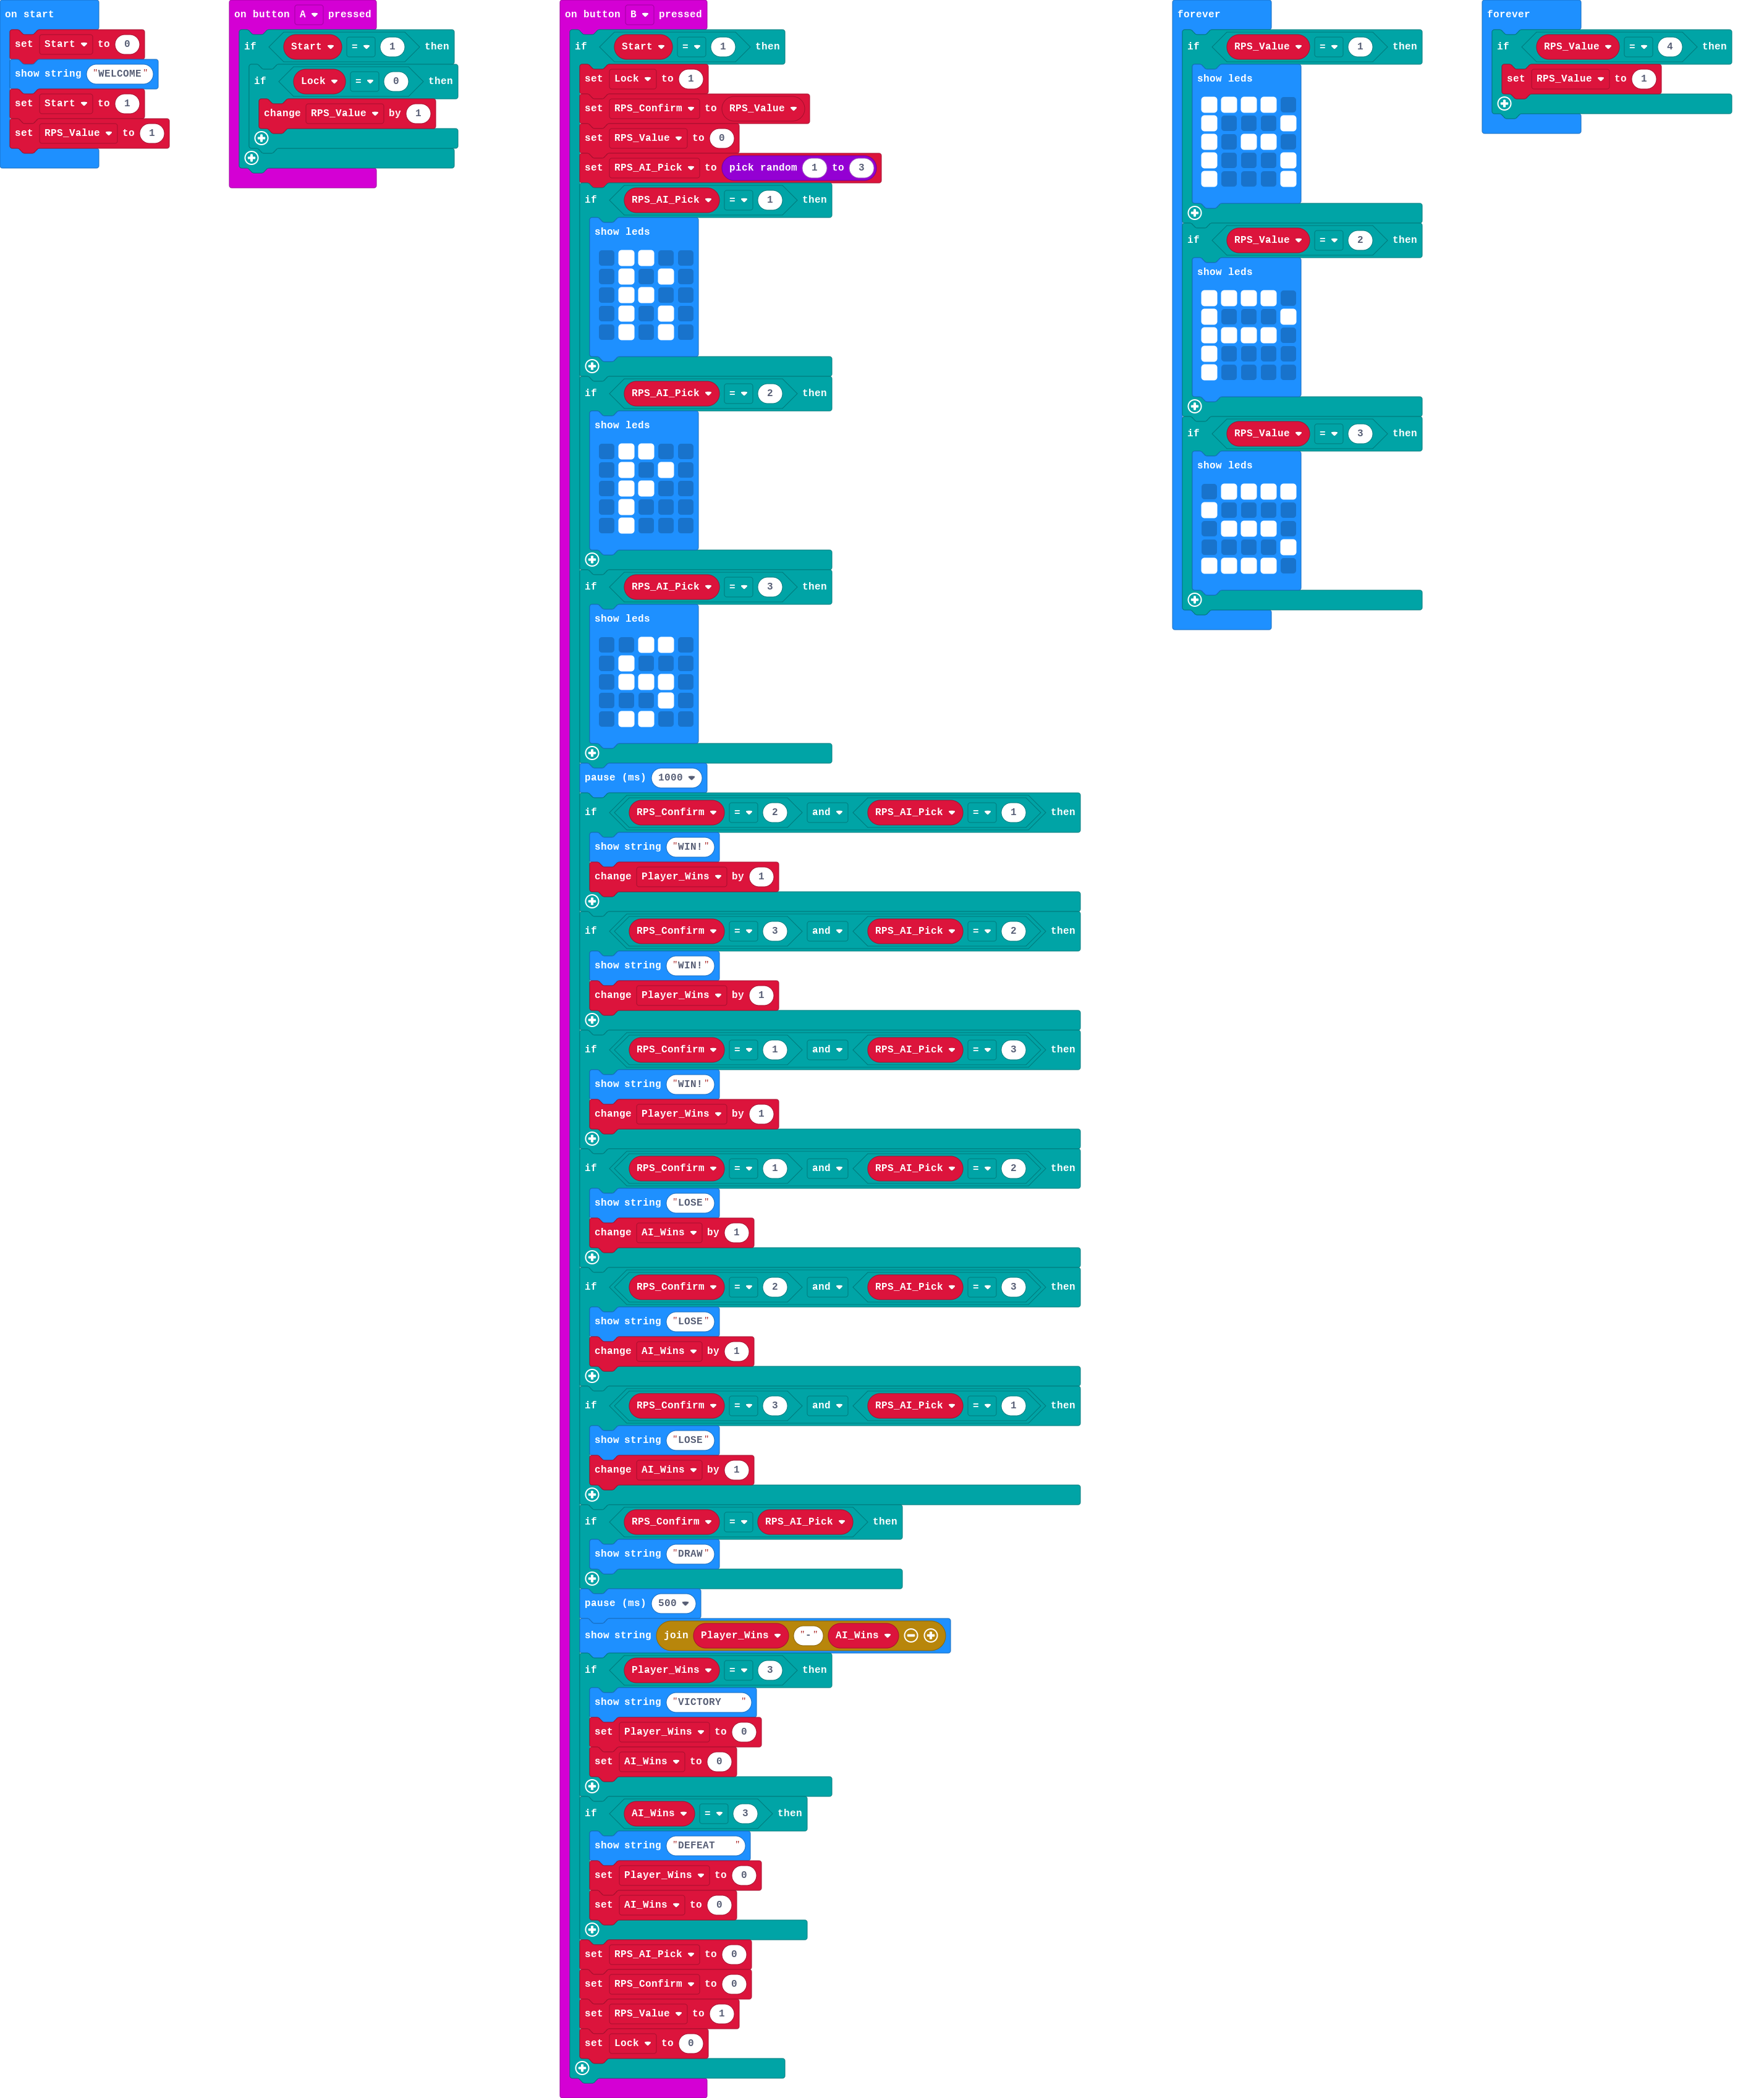 on start
set Start to 0
show string "WELCOME"
set Start to 1
set RPS_Value to 1
on button A pressed
if Start = 1 then
if Lock = 0 then
change RPS_Value by 1
on button B pressed
if Start = 1 then
set Lock to 1
set RPS_Confirm to RPS_Value
set RPS_Value to 0
set RPS_AI_Pick to pick random 1 to 3
if RPS_AI_Pick = 1 then
show leds
if RPS_AI_Pick = 2 then
show leds
if RPS_AI_Pick = 3 then
show leds
pause (ms) 1000
if RPS_Confirm = 2 and RPS_AI_Pick = 1 then
show string "WIN!"
change Player_Wins by 1
if RPS_Confirm = 3 and RPS_AI_Pick = 2 then
show string "WIN!"
change Player_Wins by 1
if RPS_Confirm = 1 and RPS_AI_Pick = 3 then
show string "WIN!"
change Player_Wins by 1
if RPS_Confirm = 1 and RPS_AI_Pick = 2 then
show string "LOSE"
change AI_Wins by 1
if RPS_Confirm = 2 and RPS_AI_Pick = 3 then
show string "LOSE"
change AI_Wins by 1
if RPS_Confirm = 3 and RPS_AI_Pick = 1 then
show string "LOSE"
change AI_Wins by 1
if RPS_Confirm = RPS_AI_Pick then
show string "DRAW"
pause (ms) 500
show string join Player_Wins "-" AI_Wins
if Player_Wins = 3 then
show string "VICTORY   "
set Player_Wins to 0
set AI_Wins to 0
if AI_Wins = 3 then
show string "DEFEAT   "
set Player_Wins to 0
set AI_Wins to 0
set RPS_AI_Pick to 0
set RPS_Confirm to 0
set RPS_Value to 1
set Lock to 0
forever
if RPS_Value = 1 then
show leds
if RPS_Value = 2 then
show leds
if RPS_Value = 3 then
show leds
forever
if RPS_Value = 4 then
set RPS_Value to 1